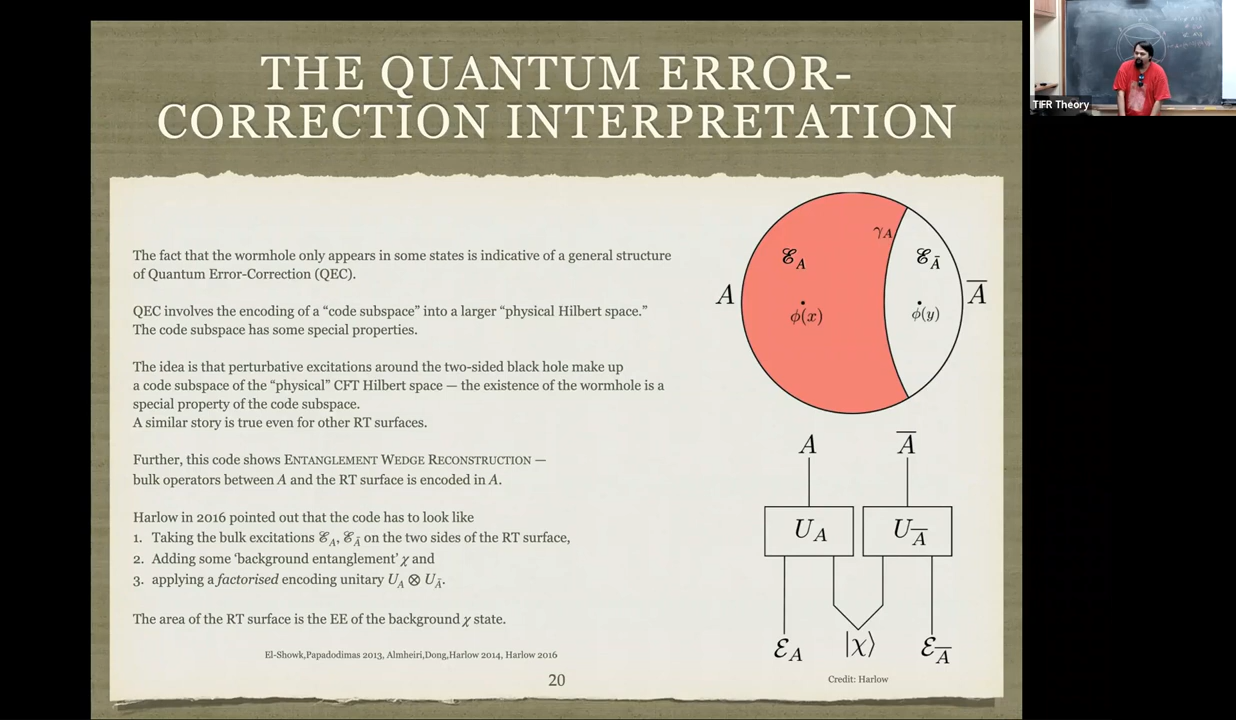 THE QUANTUM ERROR-
CORRECTION INTERPRETATION
TIFR Theory
The fact that the wormhole only appears in some states is indicative of a general structure
of Quantum Error-Correction (QEC).
QEC involves the encoding of a “code subspace” into a larger “physical Hilbert space.”
The code subspace has some special properties.
The idea is that perturbative excitations around the two-sided black hole make up
a code subspace of the “physical” CFT Hilbert space — the existence of the wormhole is a
special property of the code subspace.
A similar story is true even for other RT surfaces.
Further, this code shows ENTANGLEMENT WEDGE RECONSTRUCTION —
bulk operators between A and the RT surface is encoded in A.
Harlow in 2016 pointed out that the code has to look like
1. Taking the bulk excitations ℰ_A, ℰ_Ā on the two sides of the RT surface,
2. Adding some ‘background entanglement’ χ and
3. applying a factorised encoding unitary U_A ⊗ U_Ā.
The area of the RT surface is the EE of the background χ state.
El-Showk,Papadodimas 2013, Almheiri,Dong,Harlow 2014, Harlow 2016
20
γ_A
ℰ_A ℰ_Ā
A Ā
ϕ(x) ϕ(y)
A Ā
U_A U_Ā
ℰ_A |χ⟩ ℰ_Ā
Credit: Harlow